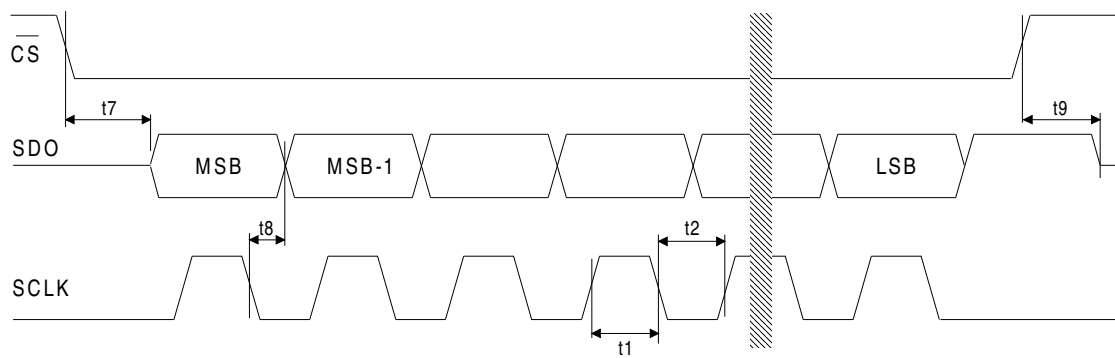 CS
t7
t9
SDO
MSB
MSB-1
LSB
t8
t2
SCLK
t1